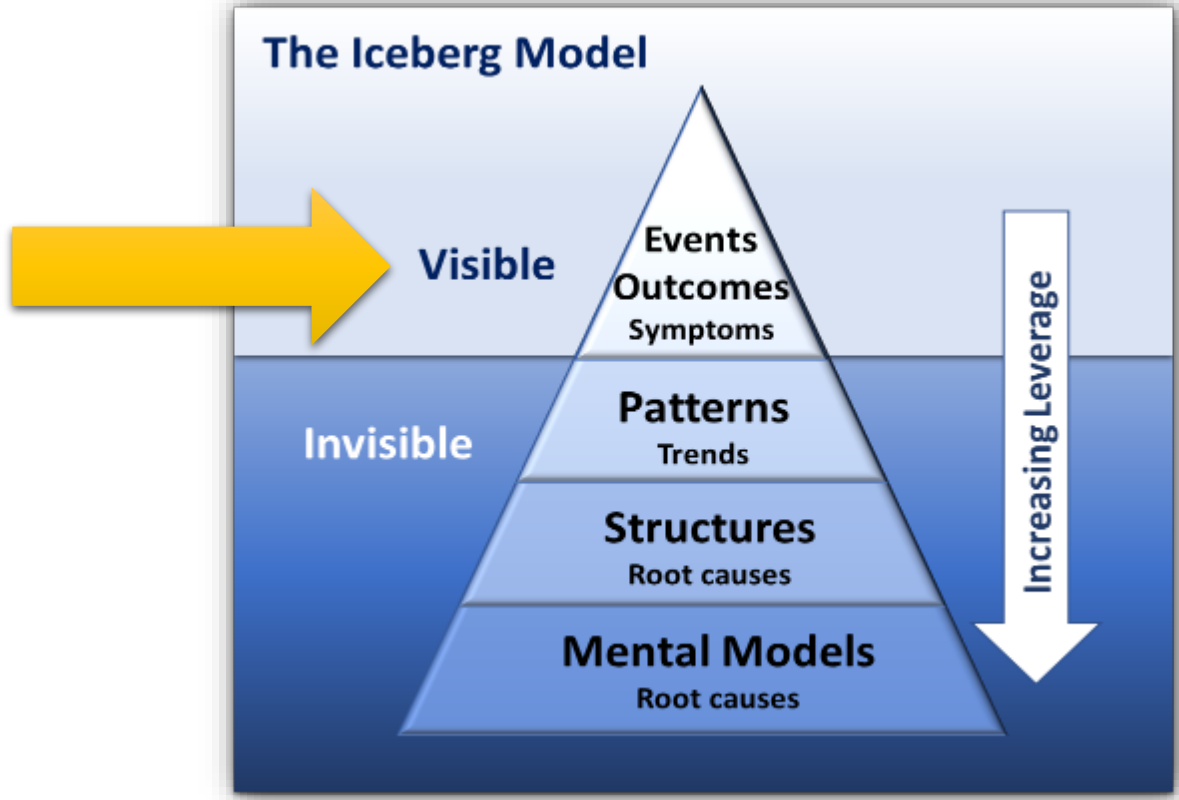 The Iceberg Model
Visible
Events
Outcomes
Symptoms
Invisible
Patterns
Trends
Structures
Root causes
Mental Models
Root causes
Increasing Leverage